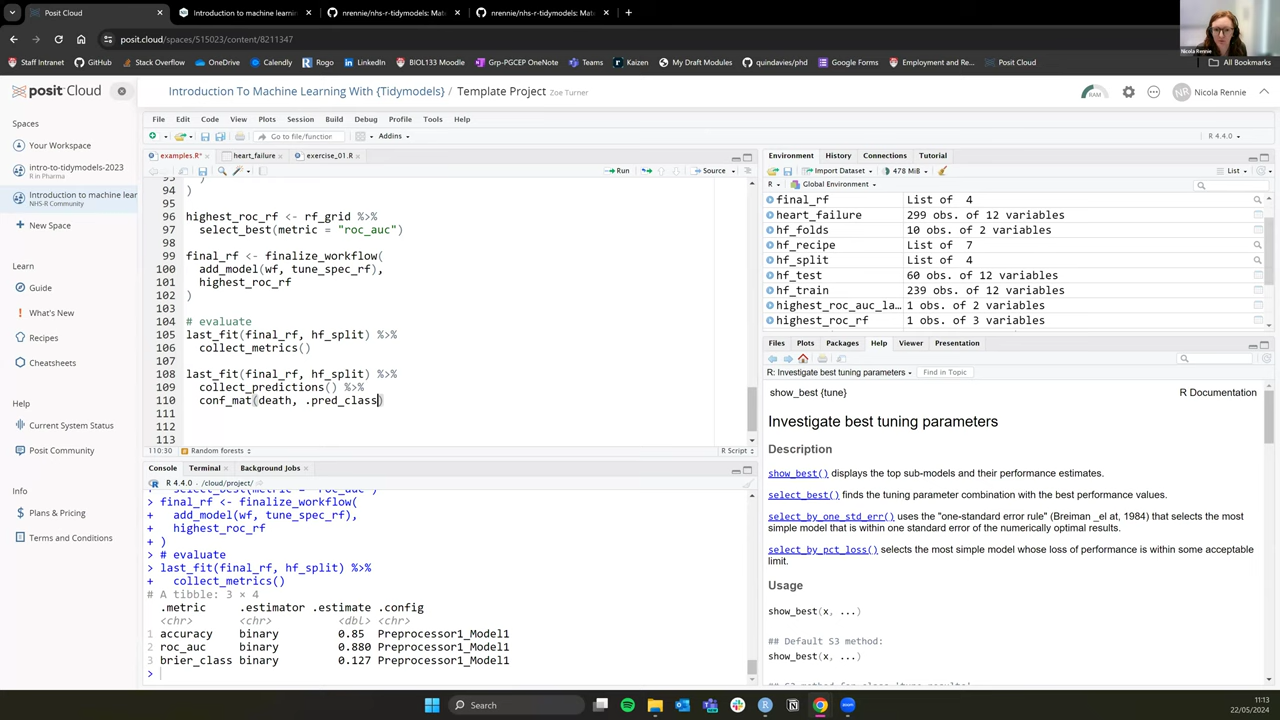 Posit Cloud
Introduction to machine learnin
nrennie/nhs-r-tidymodels: Mate
nrennie/nhs-r-tidymodels: Mate
posit.cloud/spaces/515023/content/8211347
Nicola Rennie
Staff Intranet
GitHub
Stack Overflow
Calendly
Rogo
LinkedIn
BIOL133 Moodle
Grp-PGCEP OneNote
Teams
Kaizen
My Draft Modules
quindavies/phd
Google Forms
Employment and Re...
Posit Cloud
All Bookmarks
posit Cloud
Introduction To Machine Learning With {Tidymodels} / Template Project Zoe Turner
RAM
NR Nicola Rennie
Spaces
Your Workspace
intro-to-tidymodels-2023
R in Pharma
Introduction to machine lear
NHS-R Community
New Space
Learn
Guide
What's New
Recipes
Cheatsheets
Help
Current System Status
Posit Community
Info
Plans & Pricing
Terms and Conditions
File Edit Code View Plots Session Build Debug Profile Tools Help
Go to file/function
Addins
R 4.4.0
examples.R*
heart_failure
exercise_01.R
Run
Source
93 )
94 )
95
96 highest_roc_rf <- rf_grid %>%
97 select_best(metric = "roc_auc")
98
99 final_rf <- finalize_workflow(
100 add_model(wf, tune_spec_rf),
101 highest_roc_rf
102 )
103
104 # evaluate
105 last_fit(final_rf, hf_split) %>%
106 collect_metrics()
107
108 last_fit(final_rf, hf_split) %>%
109 collect_predictions() %>%
110 conf_mat(death, .pred_class)
111
112
113
110:30 Random forests R Script
Console Terminal Background Jobs
R 4.4.0 · /cloud/project/
+ select_best(metric = "roc_auc")
> final_rf <- finalize_workflow(
+ add_model(wf, tune_spec_rf),
+ highest_roc_rf
+ )
> # evaluate
> last_fit(final_rf, hf_split) %>%
+ collect_metrics()
# A tibble: 3 × 4
.metric .estimator .estimate .config
<chr> <chr> <dbl> <chr>
1 accuracy binary 0.85 Preprocessor1_Model1
2 roc_auc binary 0.880 Preprocessor1_Model1
3 brier_class binary 0.127 Preprocessor1_Model1
>
Environment History Connections Tutorial
Import Dataset 478 MiB List
R Global Environment
final_rf List of 4
heart_failure 299 obs. of 12 variables
hf_folds 10 obs. of 2 variables
hf_recipe List of 7
hf_split List of 4
hf_test 60 obs. of 12 variables
hf_train 239 obs. of 12 variables
highest_roc_auc_la... 1 obs. of 2 variables
highest_roc_rf 1 obs. of 3 variables
Files Plots Packages Help Viewer Presentation
R: Investigate best tuning parameters Find in Topic
show_best {tune} R Documentation
Investigate best tuning parameters
Description
show_best() displays the top sub-models and their performance estimates.
select_best() finds the tuning parameter combination with the best performance values.
select_by_one_std_err() uses the "one-standard error rule" (Breiman _el at, 1984) that selects the
most simple model that is within one standard error of the numerically optimal results.
select_by_pct_loss() selects the most simple model whose loss of performance is within some acceptable
limit.
Usage
show_best(x, ...)
## Default S3 method:
show_best(x, ...)
Search
11:13
22/05/2024